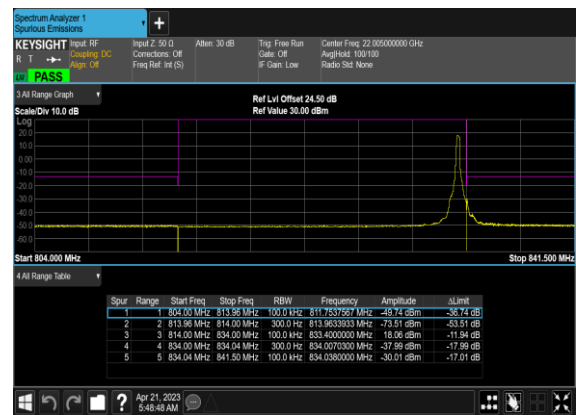 Spectrum Analyzer 1
Spurious Emissions
+
KEYSIGHT Input: RF Input Z: 50 Ω Atten: 30 dB Trig: Free Run Center Freq: 22.005000000 GHz
R T Coupling: DC Corrections: Off Gate: Off Avg|Hold: 100/100
Align: Off Freq Ref: Int (S) IF Gain: Low Radio Std: None
LW PASS
3 All Range Graph
Ref Lvl Offset 24.50 dB
Scale/Div 10.0 dB Ref Value 30.00 dBm
Log
20.0
10.0
0.00
-10.0
-20.0
-30.0
-40.0
-50.0
-60.0
Start 804.000 MHz Stop 841.500 MHz
4 All Range Table
Spur Range Start Freq Stop Freq RBW Frequency Amplitude ΔLimit
1 1 804.00 MHz 813.96 MHz 100.0 kHz 811.7537567 MHz -49.74 dBm -36.74 dB
2 2 813.96 MHz 814.00 MHz 300.0 Hz 813.9633933 MHz -73.51 dBm -53.51 dB
3 3 814.00 MHz 834.00 MHz 100.0 kHz 833.4000000 MHz 18.06 dBm -11.94 dB
4 4 834.00 MHz 834.04 MHz 300.0 Hz 834.0070300 MHz -37.99 dBm -17.99 dB
5 5 834.04 MHz 841.50 MHz 100.0 kHz 834.0380000 MHz -30.01 dBm -17.01 dB
? Apr 21, 2023
5:48:48 AM